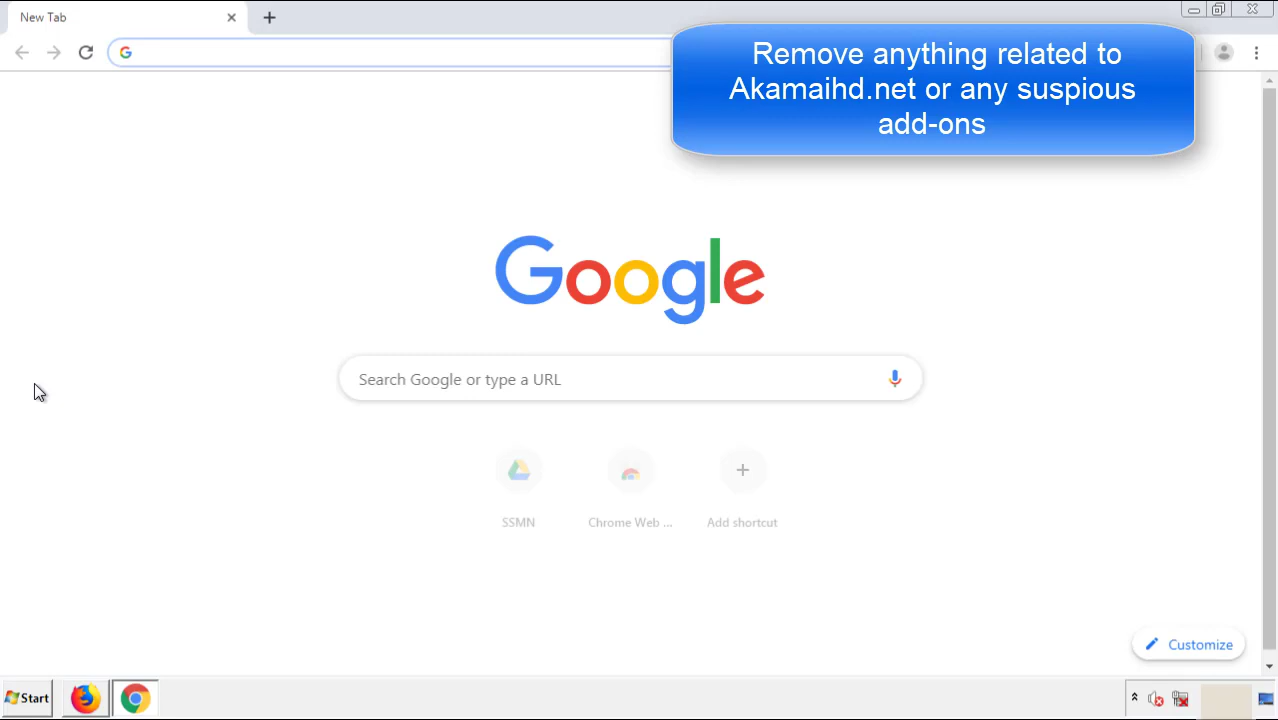 New Tab
Remove anything related to
Akamaihd.net or any suspious
add-ons
Google
Search Google or type a URL
SSMN
Chrome Web ...
Add shortcut
Customize
Start